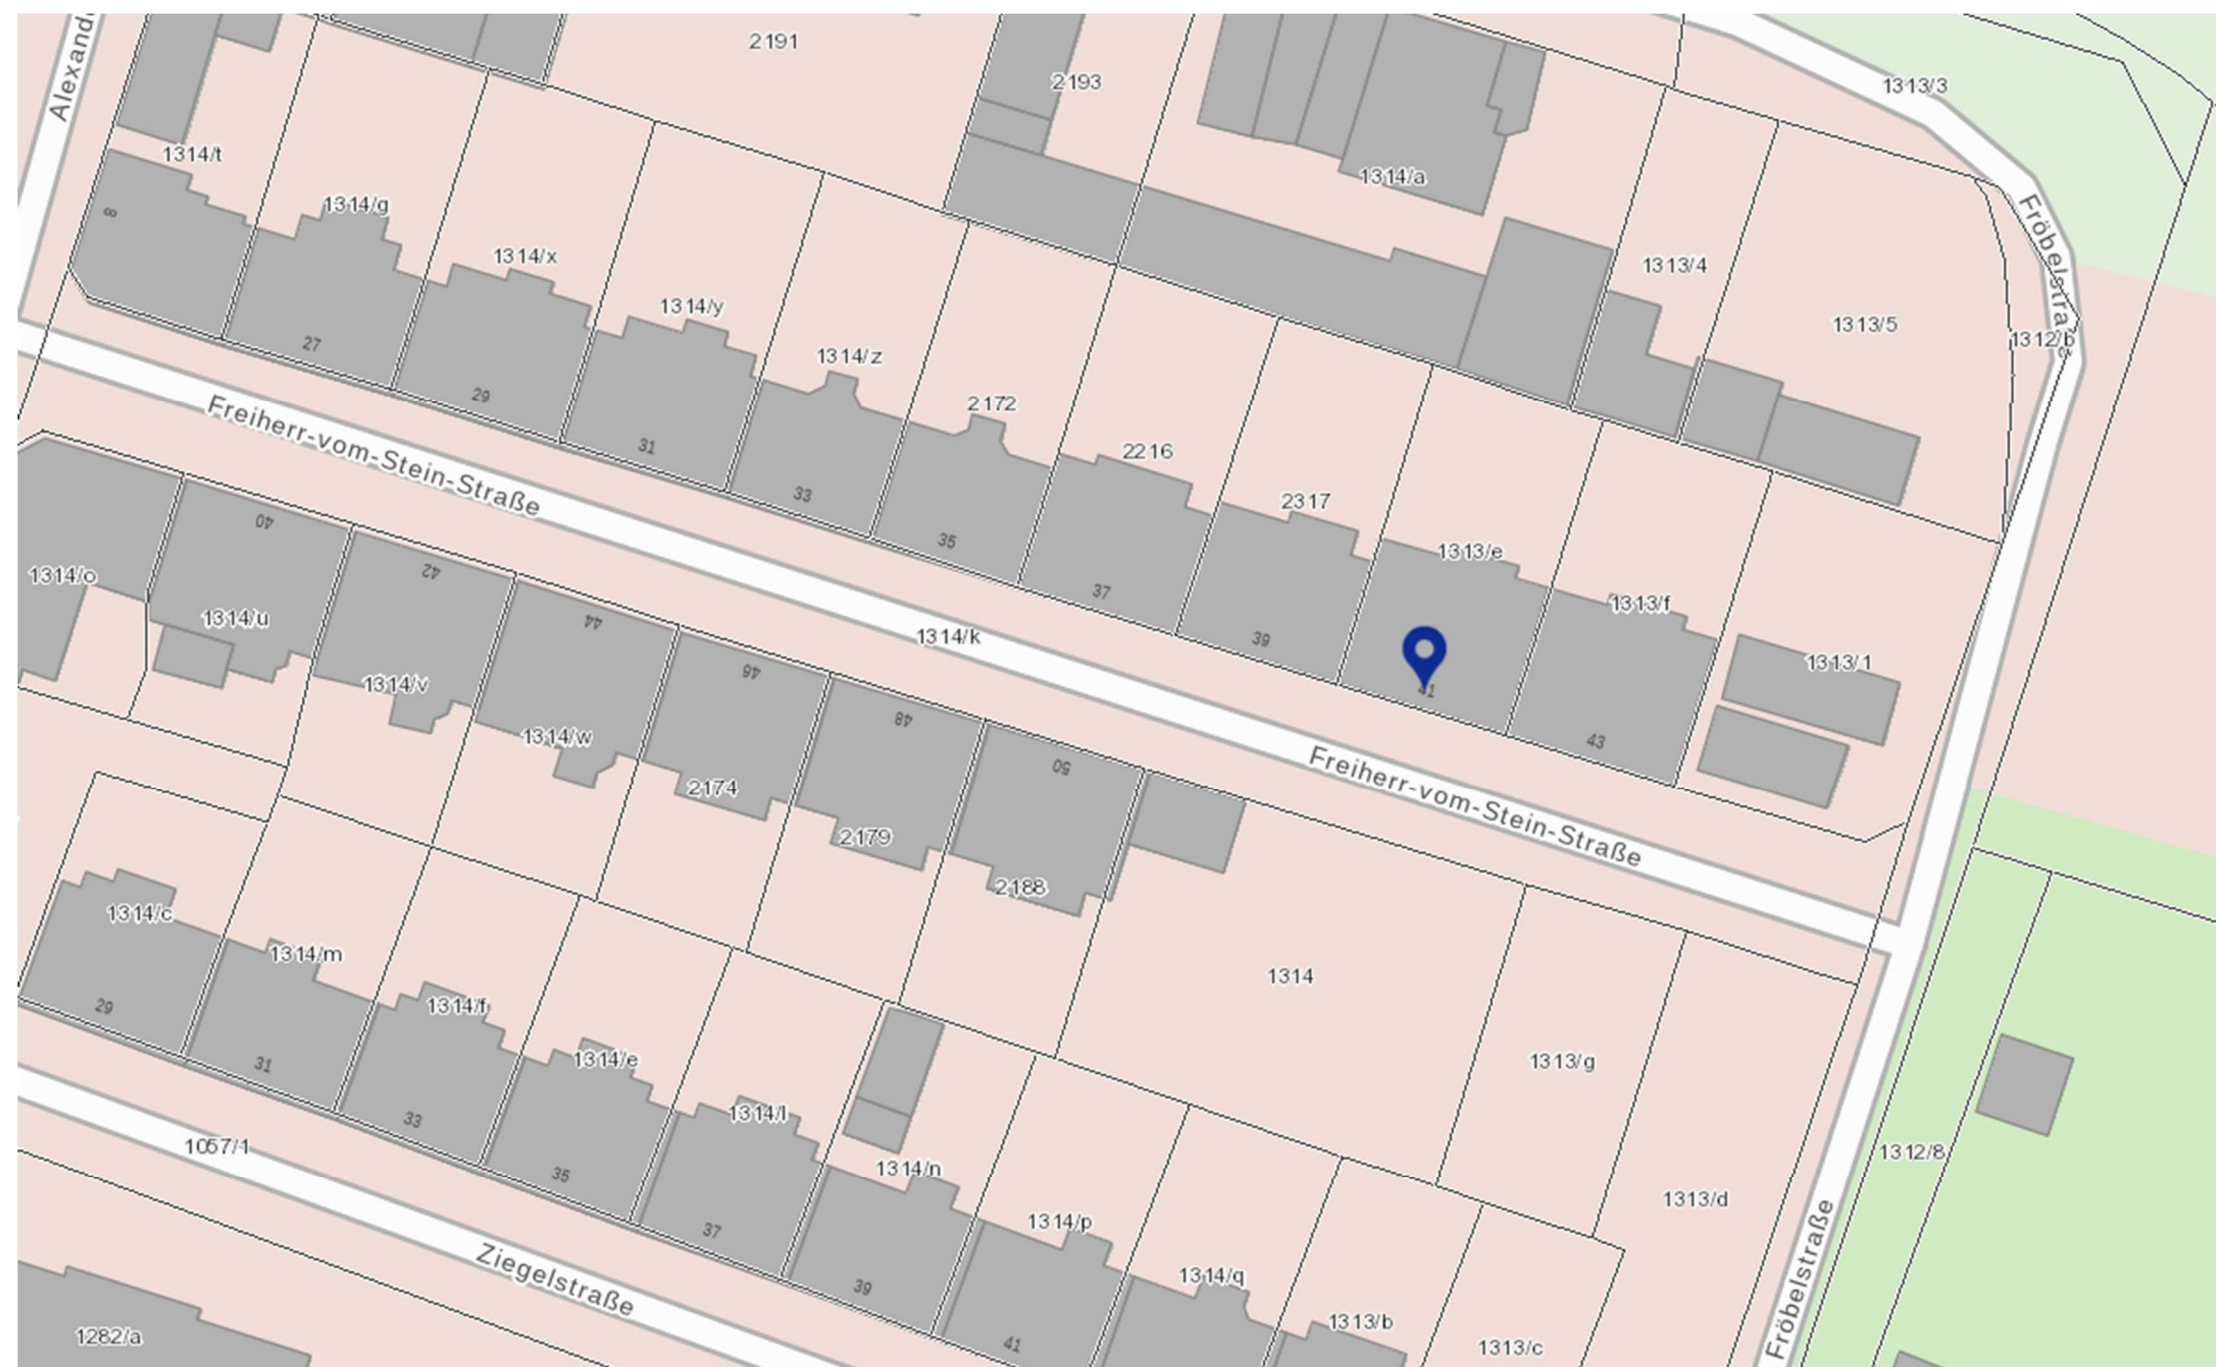 Alexand
2191
2193
1313/3
1314/t
1314/a
8
1314/g
Fröbelstraße
1314/x
1313/4
1314/y
1313/5
1312/b
27
1314/z
29
2172
Freiherr-vom-Stein-Straße
31
2216
33
2317
40
35
1313/e
42
1314/o
37
1313/f
1314/u
44
1314/k
39
1313/1
46
1314/v
41
48
1314/w
43
50
2174
Freiherr-vom-Stein-Straße
2179
2188
1314/c
1314/m
1314
29
1314/f
31
1314/e
1313/g
33
1314/l
1057/1
1312/8
35
1314/n
1313/d
37
1314/p
Ziegelstraße
1314/q
39
Fröbelstraße
1313/b
1282/a
41
1313/c